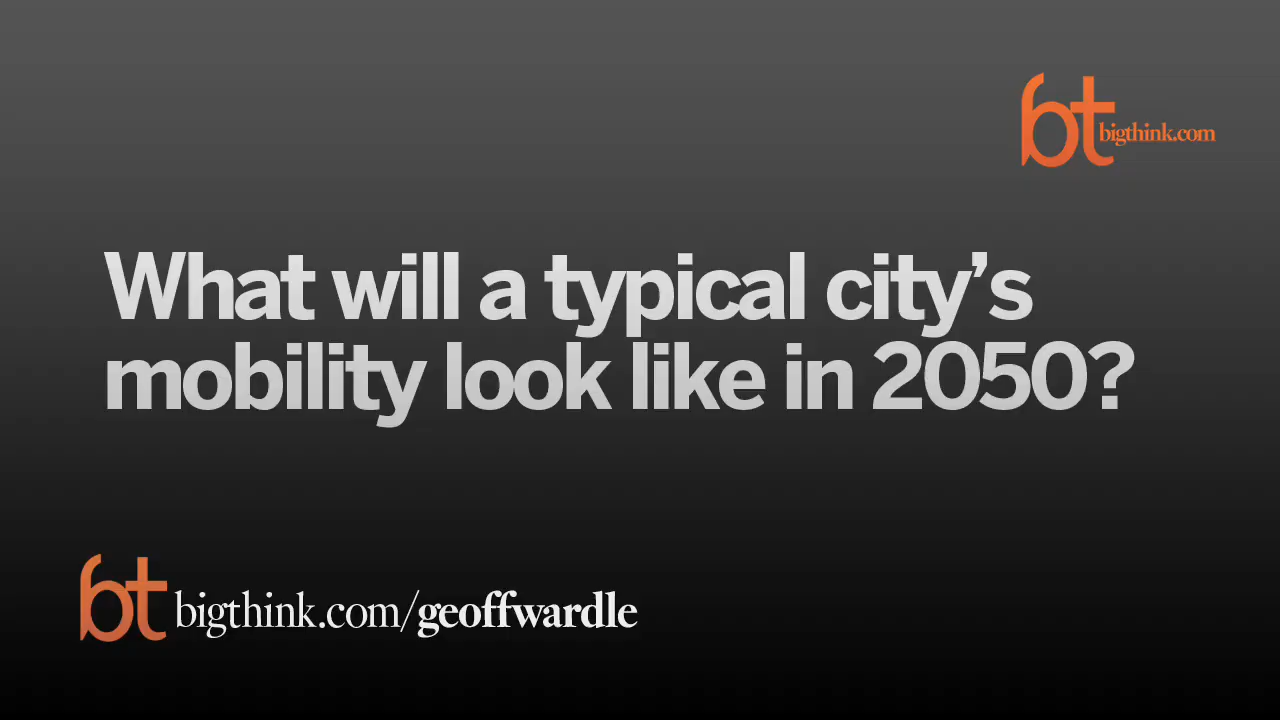 bt bigthink.com
What will a typical city’s
mobility look like in 2050?
bt bigthink.com/geoffwardle